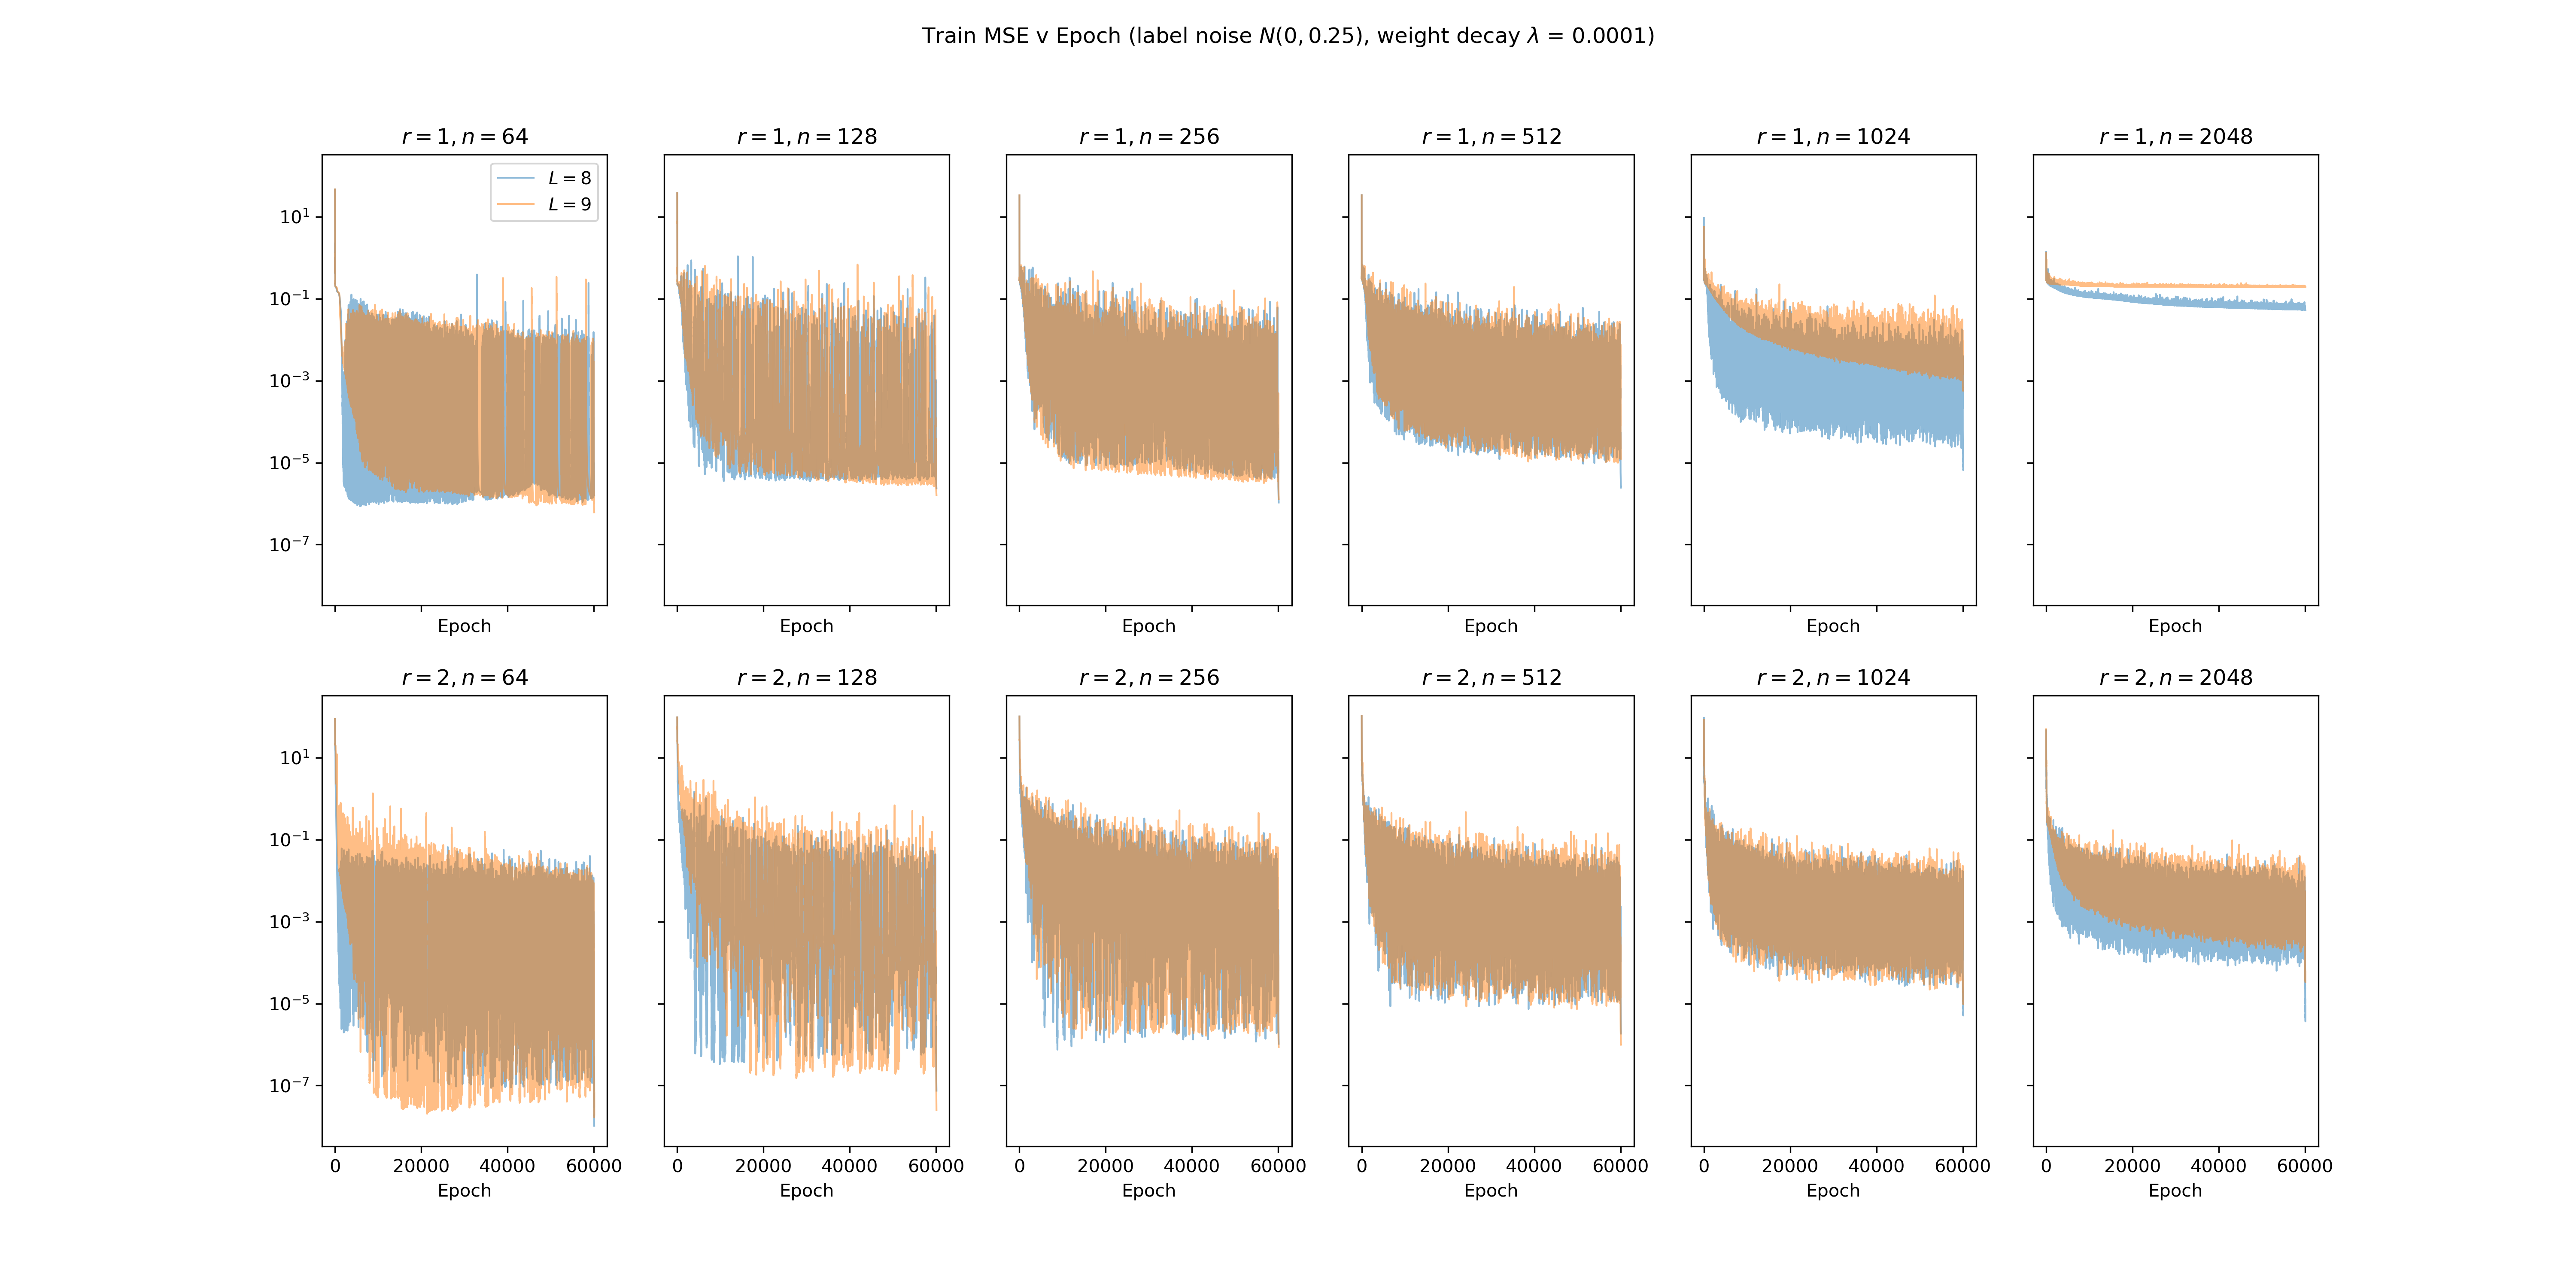 Train MSE v Epoch (label noise N(0, 0.25), weight decay λ = 0.0001)
r = 1, n = 64
r = 1, n = 128
r = 1, n = 256
r = 1, n = 512
r = 1, n = 1024
r = 1, n = 2048
L = 8
L = 9
10¹
10⁻¹
10⁻³
10⁻⁵
10⁻⁷
Epoch
Epoch
Epoch
Epoch
Epoch
Epoch
r = 2, n = 64
r = 2, n = 128
r = 2, n = 256
r = 2, n = 512
r = 2, n = 1024
r = 2, n = 2048
10¹
10⁻¹
10⁻³
10⁻⁵
10⁻⁷
0 20000 40000 60000
0 20000 40000 60000
0 20000 40000 60000
0 20000 40000 60000
0 20000 40000 60000
0 20000 40000 60000
Epoch
Epoch
Epoch
Epoch
Epoch
Epoch